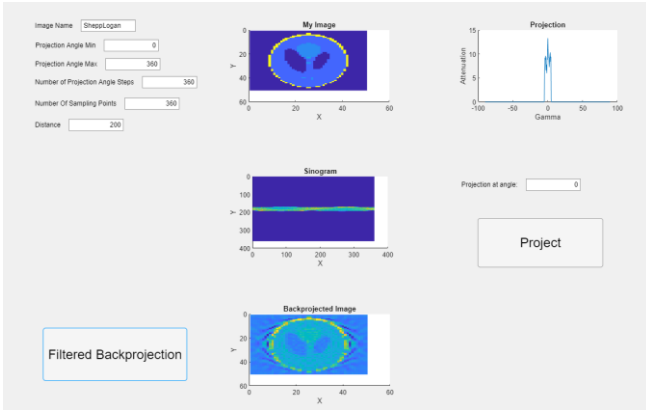 Image Name SheppLogan
Projection Angle Min 0
Projection Angle Max 360
Number of Projection Angle Steps 360
Number Of Sampling Points 360
Distance 200
My Image
0
20
40
60
Y
0 20 40 60
X
Projection
15
10
5
0
Attenuation
-100 -50 0 50 100
Gamma
Sinogram
0
100
200
300
400
Y
0 100 200 300 400
X
Projection at angle: 0
Project
Backprojected Image
0
20
40
60
Y
0 20 40 60
X
Filtered Backprojection